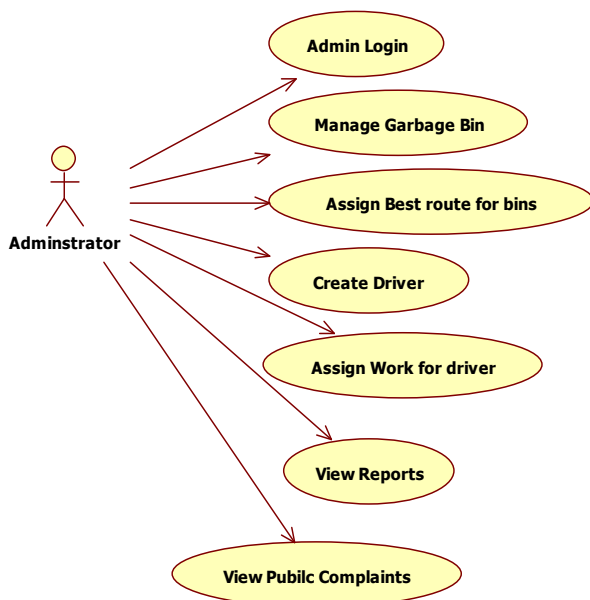 Admin Login
Manage Garbage Bin
Assign Best route for bins
Adminstrator
Create Driver
Assign Work for driver
View Reports
View Pubilc Complaints